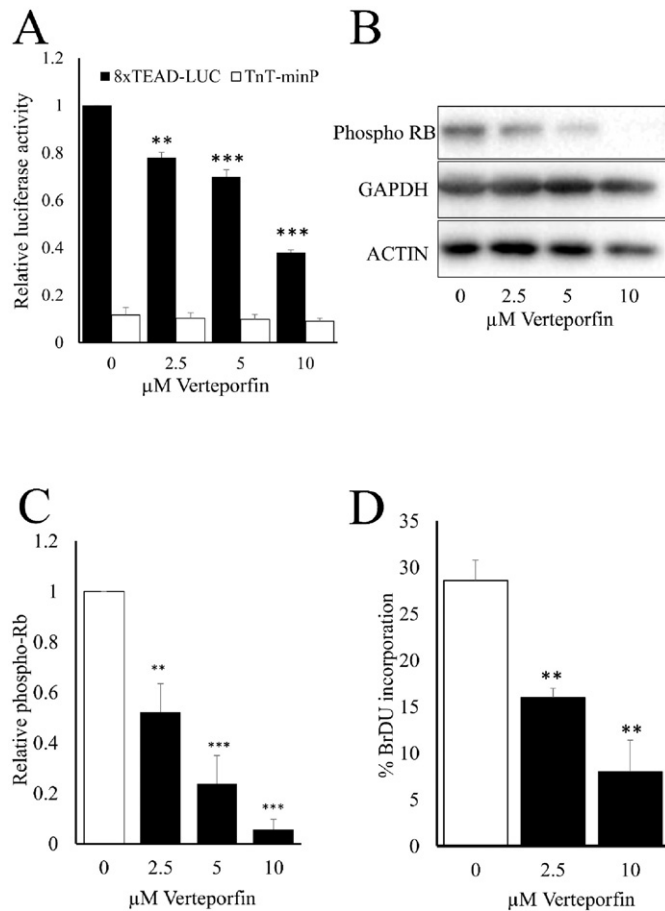 A
1.2
8xTEAD-LUC TnT-minP
1
**
***
0.8
0.6
***
0.4
0.2
0
Relative luciferase activity
0 2.5 5 10
µM Verteporfin
B
Phospho RB
GAPDH
ACTIN
0 2.5 5 10
µM Verteporfin
C
1.2
1
0.8
**
0.6
0.4
***
0.2
***
0
Relative phospho-Rb
0 2.5 5 10
µM Verteporfin
D
35
30
25
20
**
15
**
10
5
0
% BrDU incorporation
0 2.5 10
µM Verteporfin